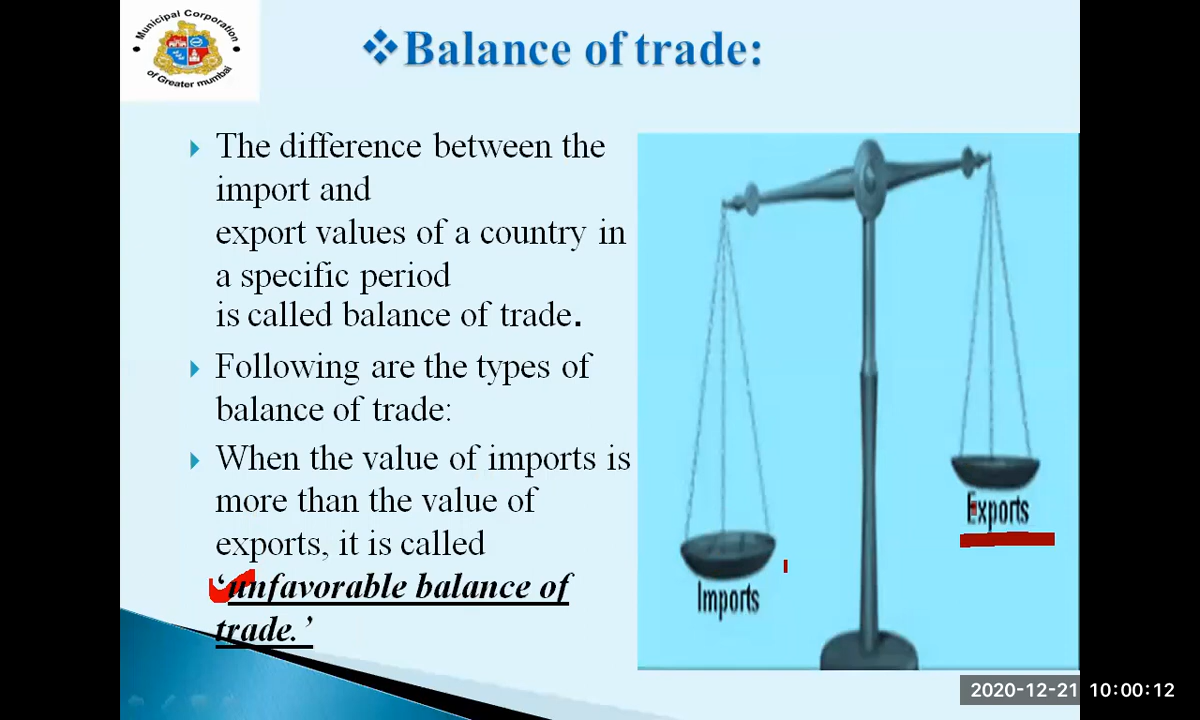 Municipal Corporation
of Greater mumbai
❖Balance of trade:
The difference between the
import and
export values of a country in
a specific period
is called balance of trade.
Following are the types of
balance of trade:
When the value of imports is
more than the value of
exports, it is called
‘unfavorable balance of
trade.’
Exports
Imports
2020-12-21 10:00:12